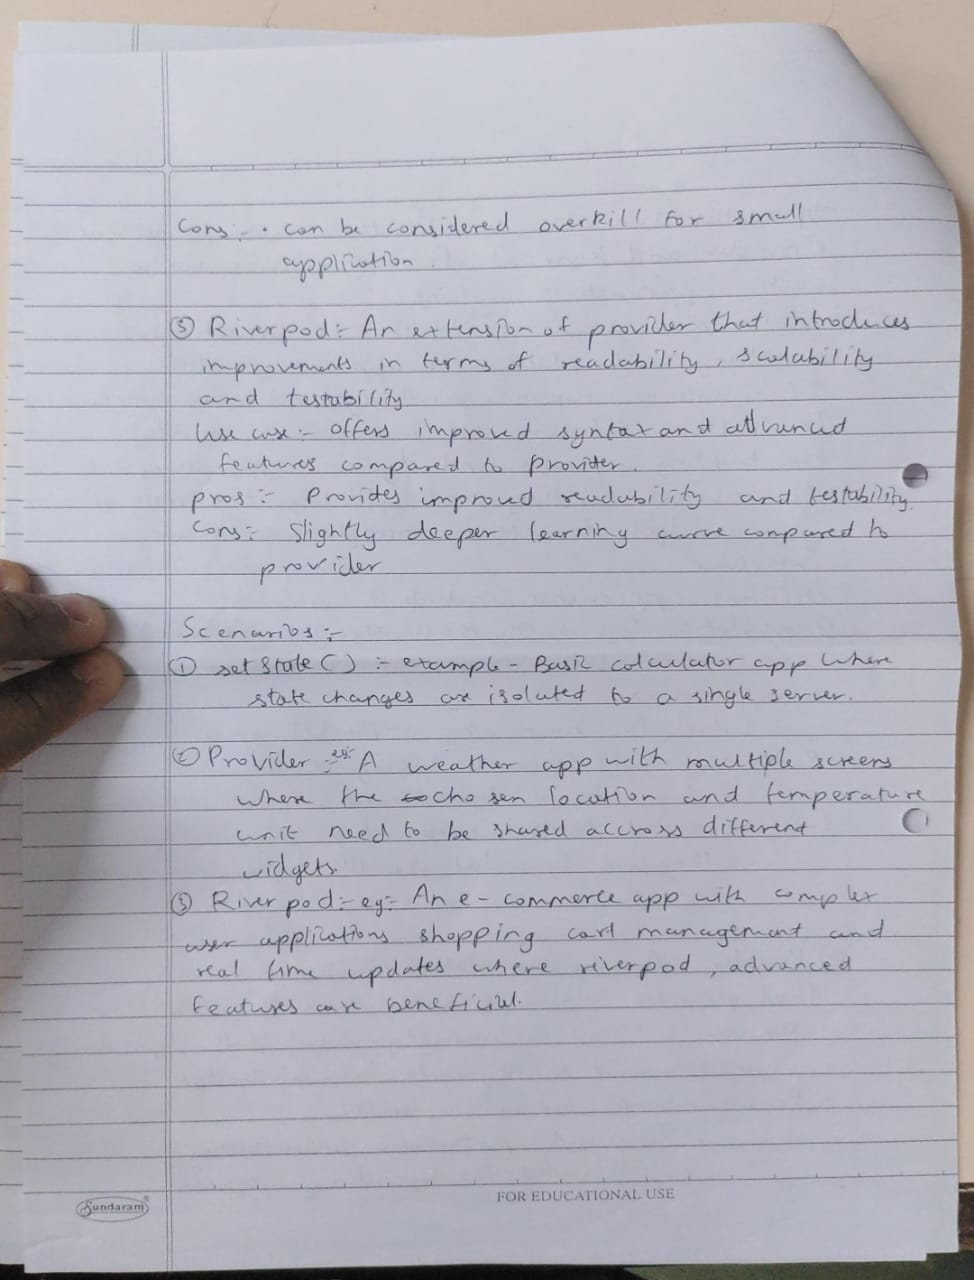 Cons :- • can be considered overkill for small
application.
③ Riverpod:- An extension of provider that introduces
improvements in terms of readability, scalability
and testability
Use case :- offers improved syntax and advanced
features compared to provider.
pros :- Provides improved readability and testability.
Cons:- Slightly deeper learning curve compared to
provider
Scenarios :-
① setState() :- example - Basic calculator app where
state changes are isolated to a single server.
② Provider :- eg:- A weather app with multiple screens
where the chosen location and temperature
unit need to be shared accross different
widgets.
③ Riverpod:- eg:- An e-commerce app with complex
user applications shopping cart management and
real time updates where riverpod, advanced
features are beneficial.
Sundaram®
FOR EDUCATIONAL USE